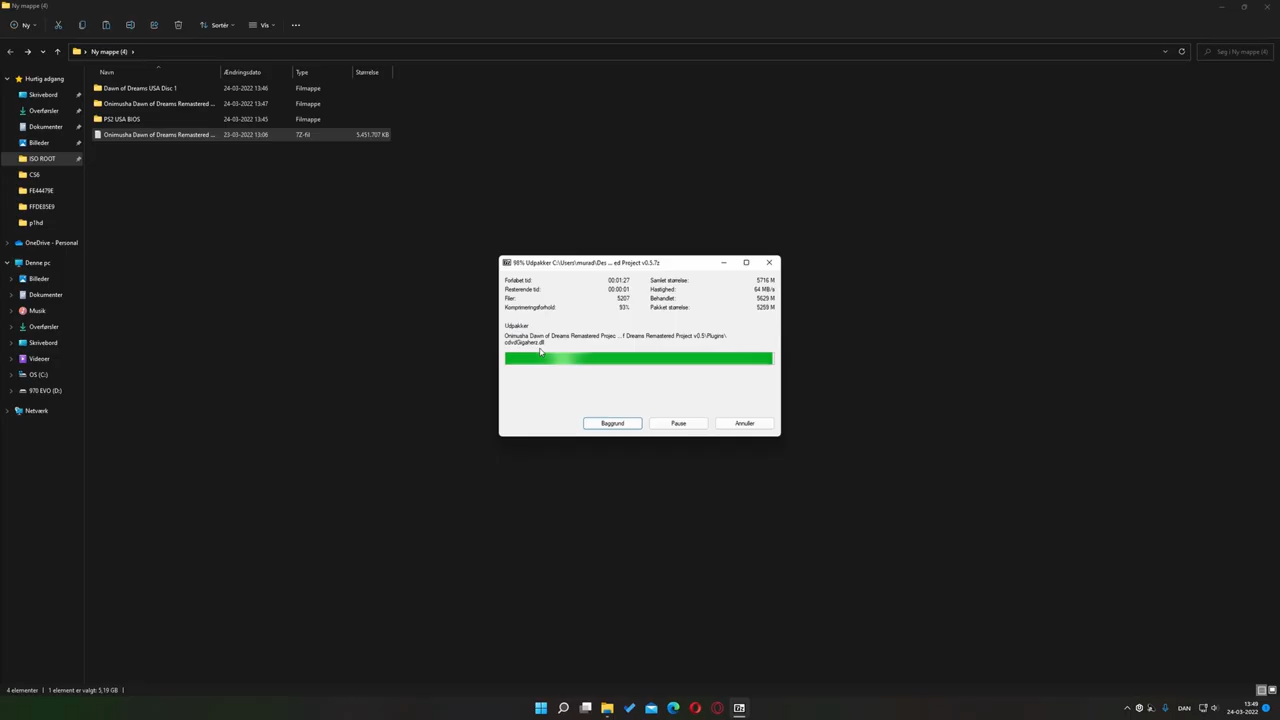 Ny mappe (4)
Ny
Sortér
Vis
Ny mappe (4)
Søg i Ny mappe (4)
Navn Ændringsdato Type Størrelse
Dawn of Dreams USA Disc 1 24-03-2022 13:46 Filmappe
Onimusha Dawn of Dreams Remastered ... 24-03-2022 13:47 Filmappe
PS2 USA BIOS 24-03-2022 13:45 Filmappe
Onimusha Dawn of Dreams Remastered ... 23-03-2022 13:06 7Z-fil 5.451.707 KB
Hurtig adgang
Skrivebord
Overførsler
Dokumenter
Billeder
ISO ROOT
CS6
FE44479E
FFDE85E9
p1hd
OneDrive - Personal
Denne pc
Billeder
Dokumenter
Musik
Overførsler
Skrivebord
Videoer
OS (C:)
970 EVO (D:)
Netværk
98% Udpakker C:\Users\murad\Des ... ed Project v0.5.7z
Forløbet tid: 00:01:27 Samlet størrelse: 5716 M
Resterende tid: 00:00:01 Hastighed: 64 MB/s
Filer: 5207 Behandlet: 5629 M
Komprimeringsforhold: 93% Pakket størrelse: 5259 M
Udpakker
Onimusha Dawn of Dreams Remastered Projec ...f Dreams Remastered Project v0.5\Plugins\
cdvdGigaherz.dll
Baggrund Pause Annuller
4 elementer 1 element er valgt: 5,19 GB
DAN
13:49
24-03-2022